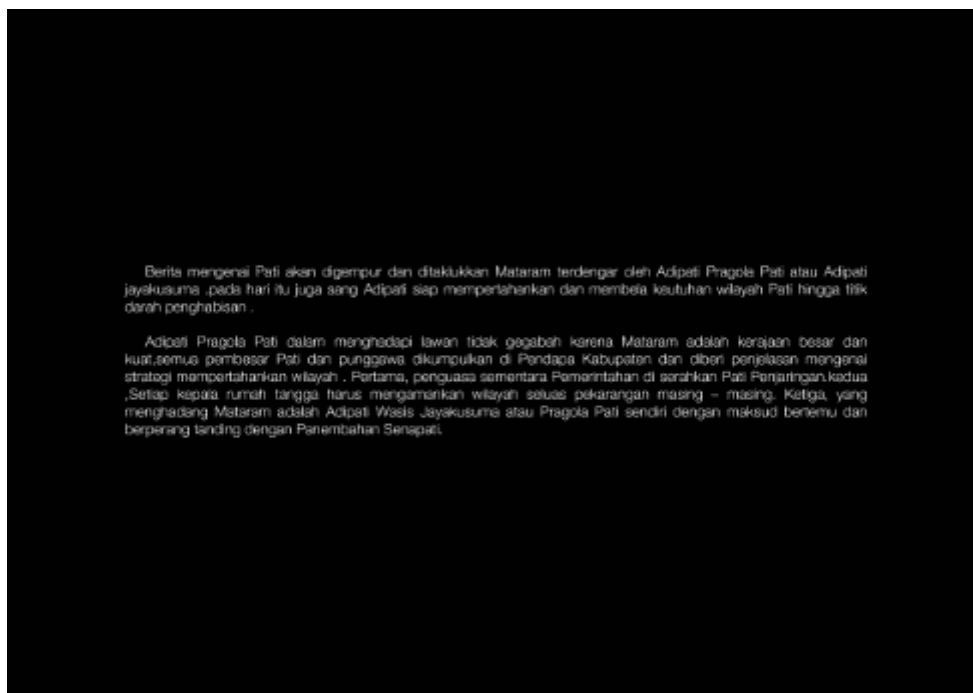 Berita mengenai Pati akan digempur dan ditaklukkan Mataram terdengar oleh Adipati Pragola Pati atau Adipati
jayakusuma .pada hari itu juga sang Adipati siap mempertahankan dan membela keutuhan wilayah Pati hingga titik
darah penghabisan .
Adipati Pragola Pati dalam menghadapi lawan tidak gegabah karena Mataram adalah kerajaan besar dan
kuat,semua pembesar Pati dan punggawa dikumpulkan di Pendapa Kabupaten dan diberi penjelasan mengenai
strategi mempertahankan wilayah . Pertama, penguasa sementara Pemerintahan di serahkan Pati Penjaringan.kedua
,Setiap kepala rumah tangga harus mengamankan wilayah seluas pekarangan masing – masing. Ketiga, yang
menghadang Mataram adalah Adipati Wasis Jayakusuma atau Pragola Pati sendiri dengan maksud bertemu dan
berperang tanding dengan Panembahan Senapati.